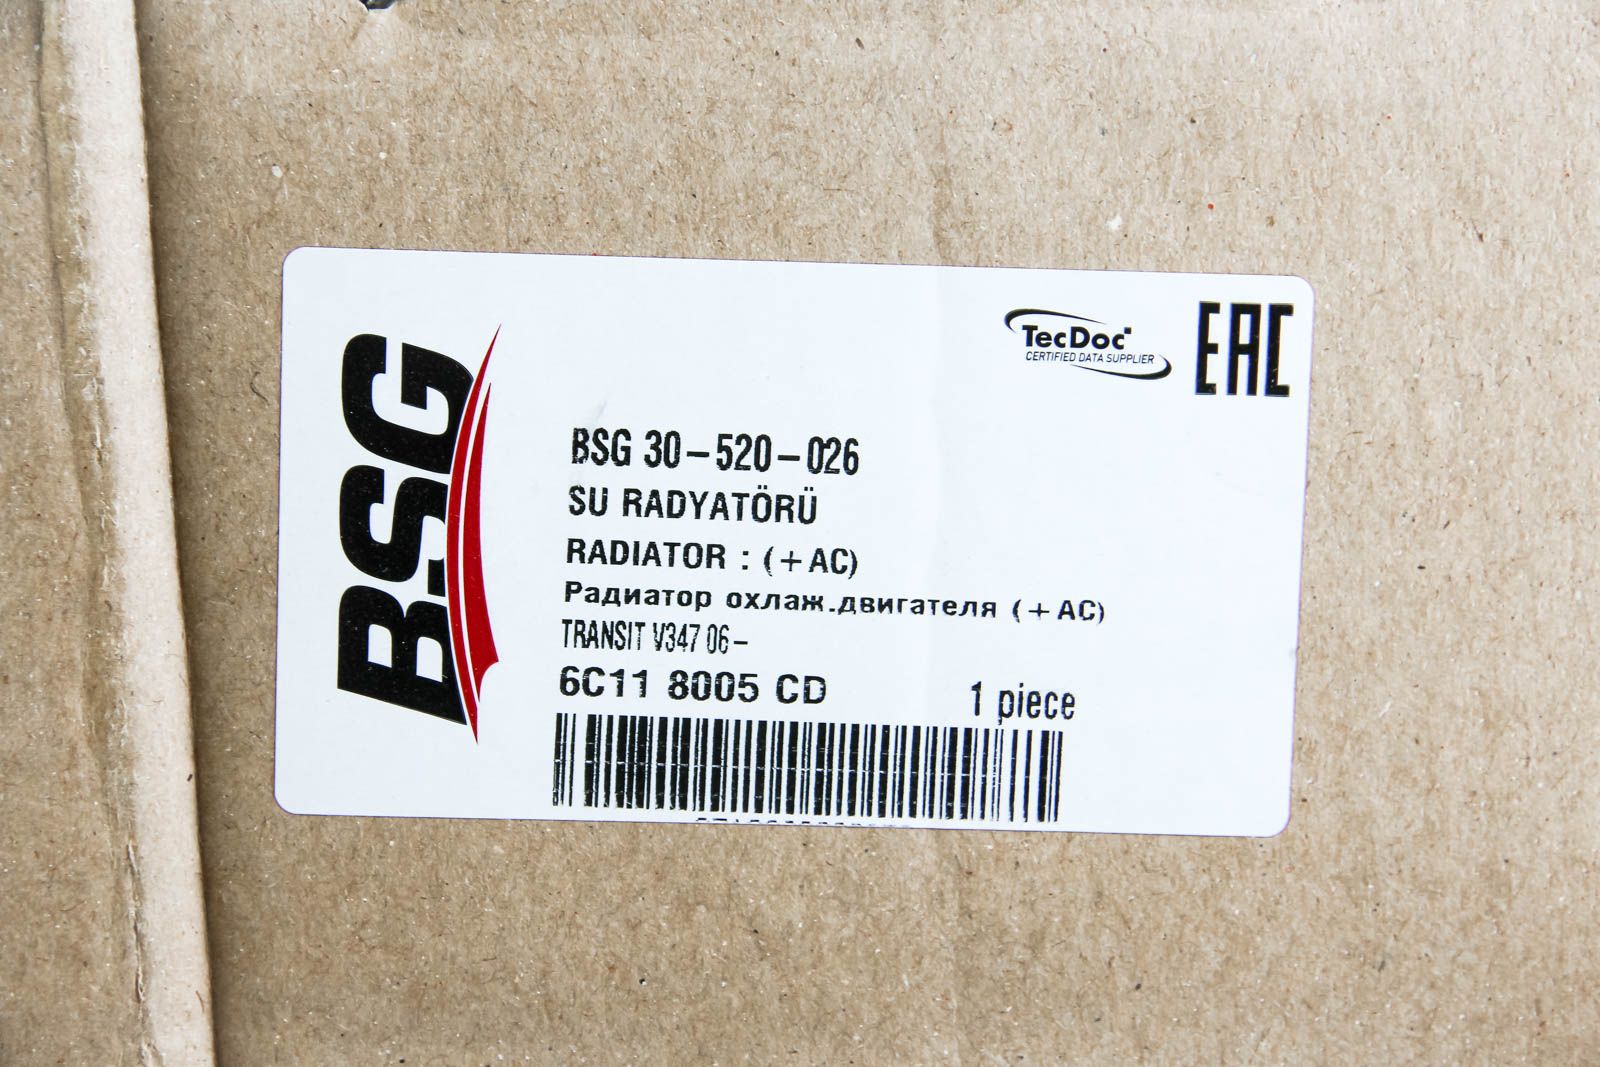 BSG
TecDoc
CERTIFIED DATA SUPPLIER
EAC
BSG 30-520-026
SU RADYATÖRÜ
RADIATOR : (+AC)
Радиатор охлаж.двигателя (+AC)
TRANSIT V347 06-
6C11 8005 CD
1 piece